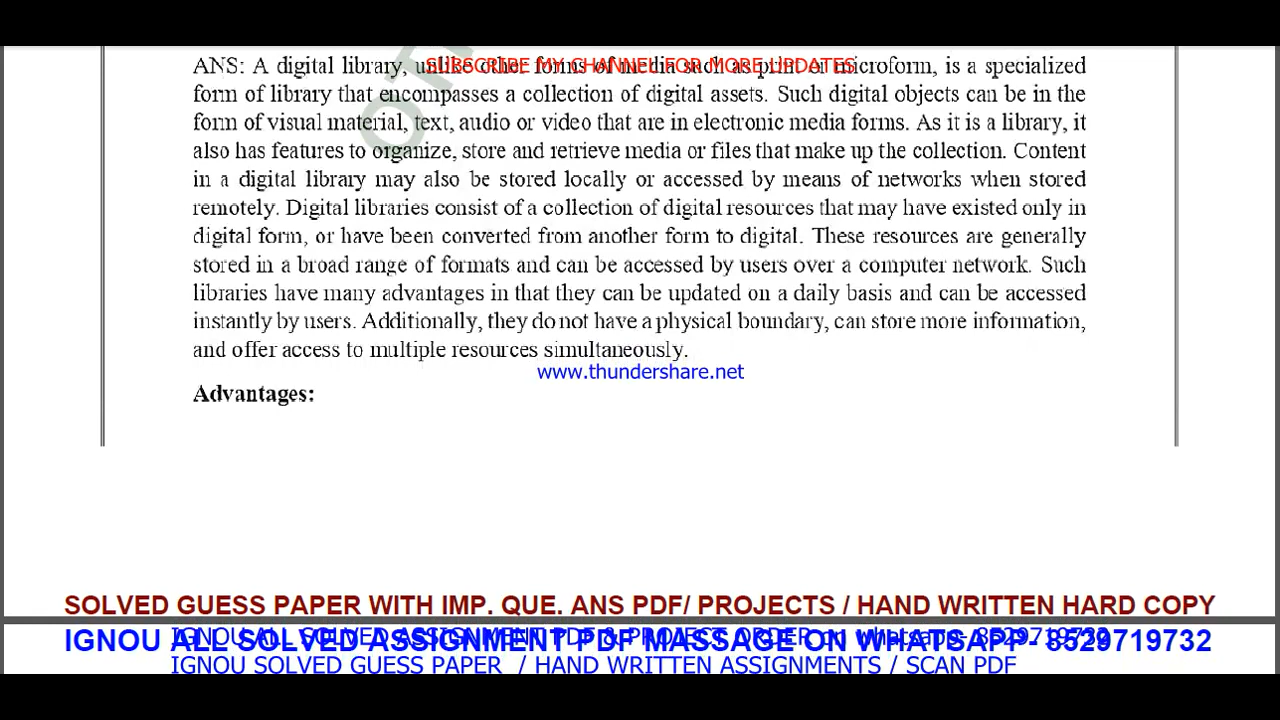 ANS: A digital library, unlike other forms of media such as print or microform, is a specialized
SUBSCRIBE MY CHANNEL FOR MORE UPDATES
form of library that encompasses a collection of digital assets. Such digital objects can be in the
form of visual material, text, audio or video that are in electronic media forms. As it is a library, it
also has features to organize, store and retrieve media or files that make up the collection. Content
in a digital library may also be stored locally or accessed by means of networks when stored
remotely. Digital libraries consist of a collection of digital resources that may have existed only in
digital form, or have been converted from another form to digital. These resources are generally
stored in a broad range of formats and can be accessed by users over a computer network. Such
libraries have many advantages in that they can be updated on a daily basis and can be accessed
instantly by users. Additionally, they do not have a physical boundary, can store more information,
and offer access to multiple resources simultaneously.
www.thundershare.net
Advantages:
SOLVED GUESS PAPER WITH IMP. QUE. ANS PDF/ PROJECTS / HAND WRITTEN HARD COPY
IGNOU ALL SOLVED ASSIGNMENT PDF & PROJECT ORDER on whatsapp- 8529719732
IGNOU ALL SOLVED ASSIGNMENT PDF MASSAGE ON WHATSAPP - 8529719732
IGNOU SOLVED GUESS PAPER / HAND WRITTEN ASSIGNMENTS / SCAN PDF